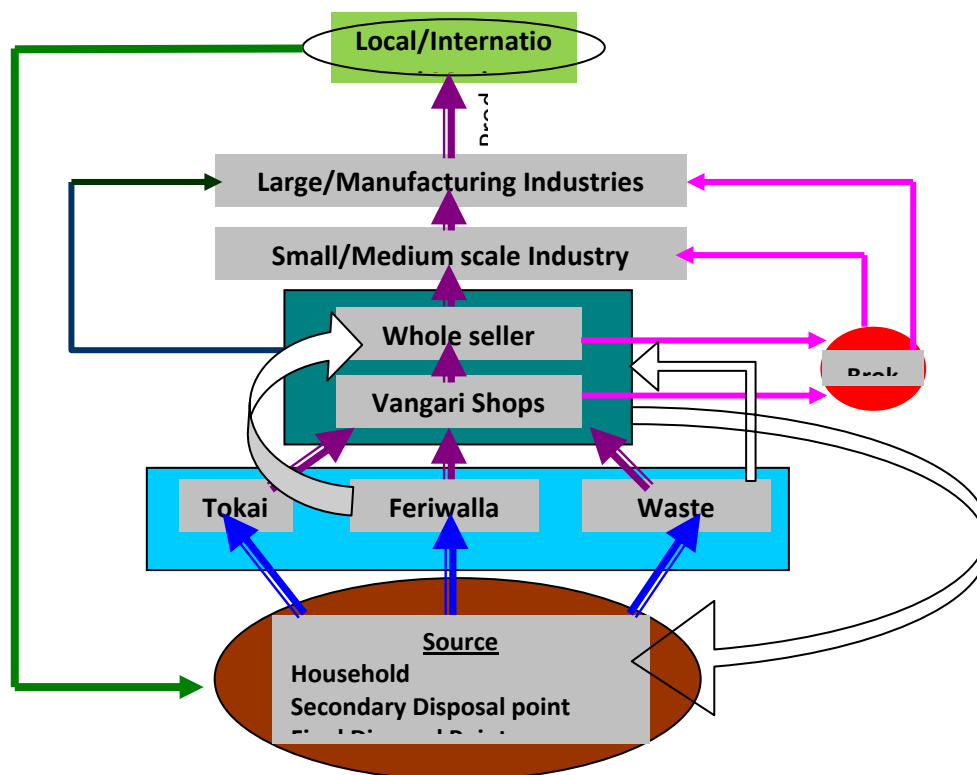 Local/Internatio
Large/Manufacturing Industries
Small/Medium scale Industry
Whole seller
Vangari Shops
Tokai
Feriwalla
Waste
Source
Household
Secondary Disposal point